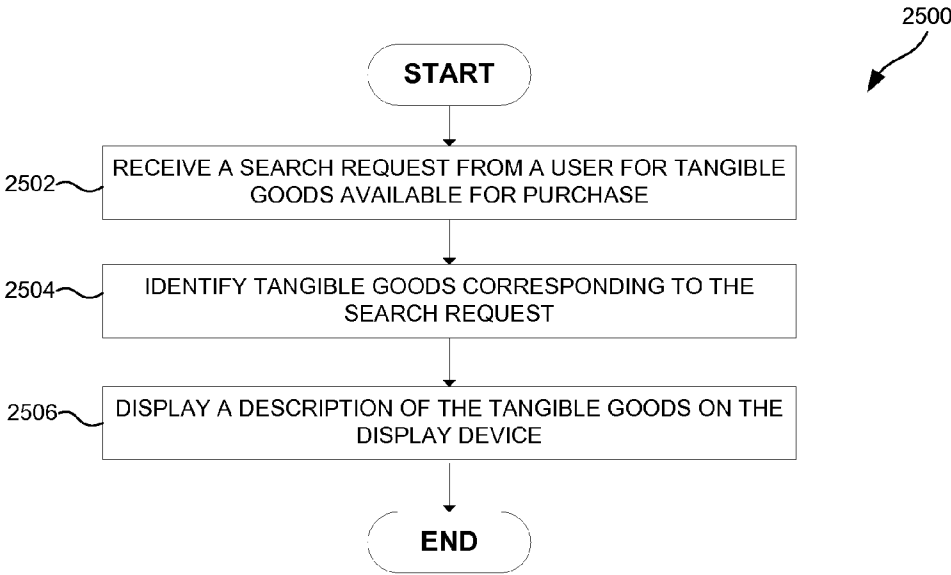 2500
START
2502
RECEIVE A SEARCH REQUEST FROM A USER FOR TANGIBLE
GOODS AVAILABLE FOR PURCHASE
2504
IDENTIFY TANGIBLE GOODS CORRESPONDING TO THE
SEARCH REQUEST
2506
DISPLAY A DESCRIPTION OF THE TANGIBLE GOODS ON THE
DISPLAY DEVICE
END